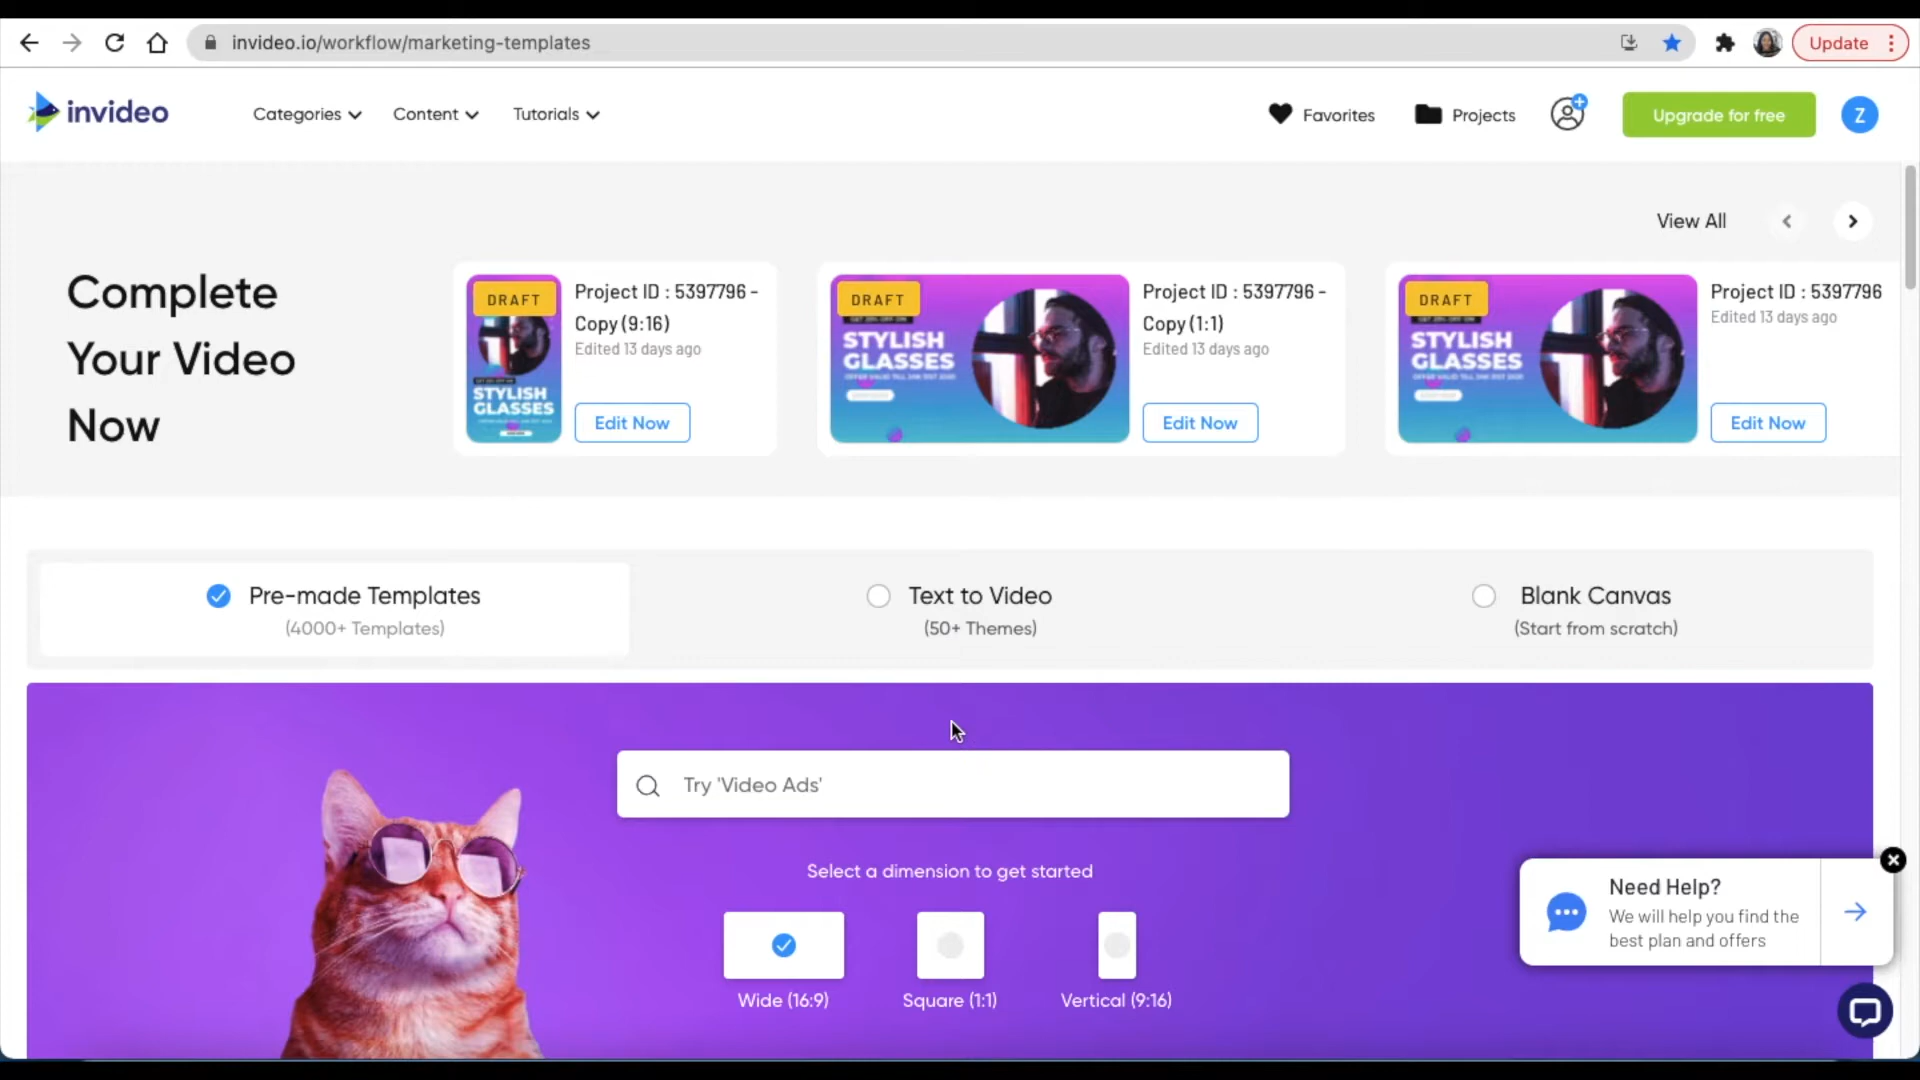 invideo.io/workflow/marketing-templates
Update
invideo
Categories
Content
Tutorials
Favorites
Projects
Upgrade for free
Z
View All
Complete
Your Video
Now
DRAFT
STYLISH
GLASSES
Project ID : 5397796 -
Copy (9:16)
Edited 13 days ago
Edit Now
DRAFT
STYLISH
GLASSES
Project ID : 5397796 -
Copy (1:1)
Edited 13 days ago
Edit Now
DRAFT
STYLISH
GLASSES
Project ID : 5397796
Edited 13 days ago
Edit Now
Pre-made Templates
(4000+ Templates)
Text to Video
(50+ Themes)
Blank Canvas
(Start from scratch)
Try 'Video Ads'
Select a dimension to get started
Wide (16:9)
Square (1:1)
Vertical (9:16)
Need Help?
We will help you find the
best plan and offers